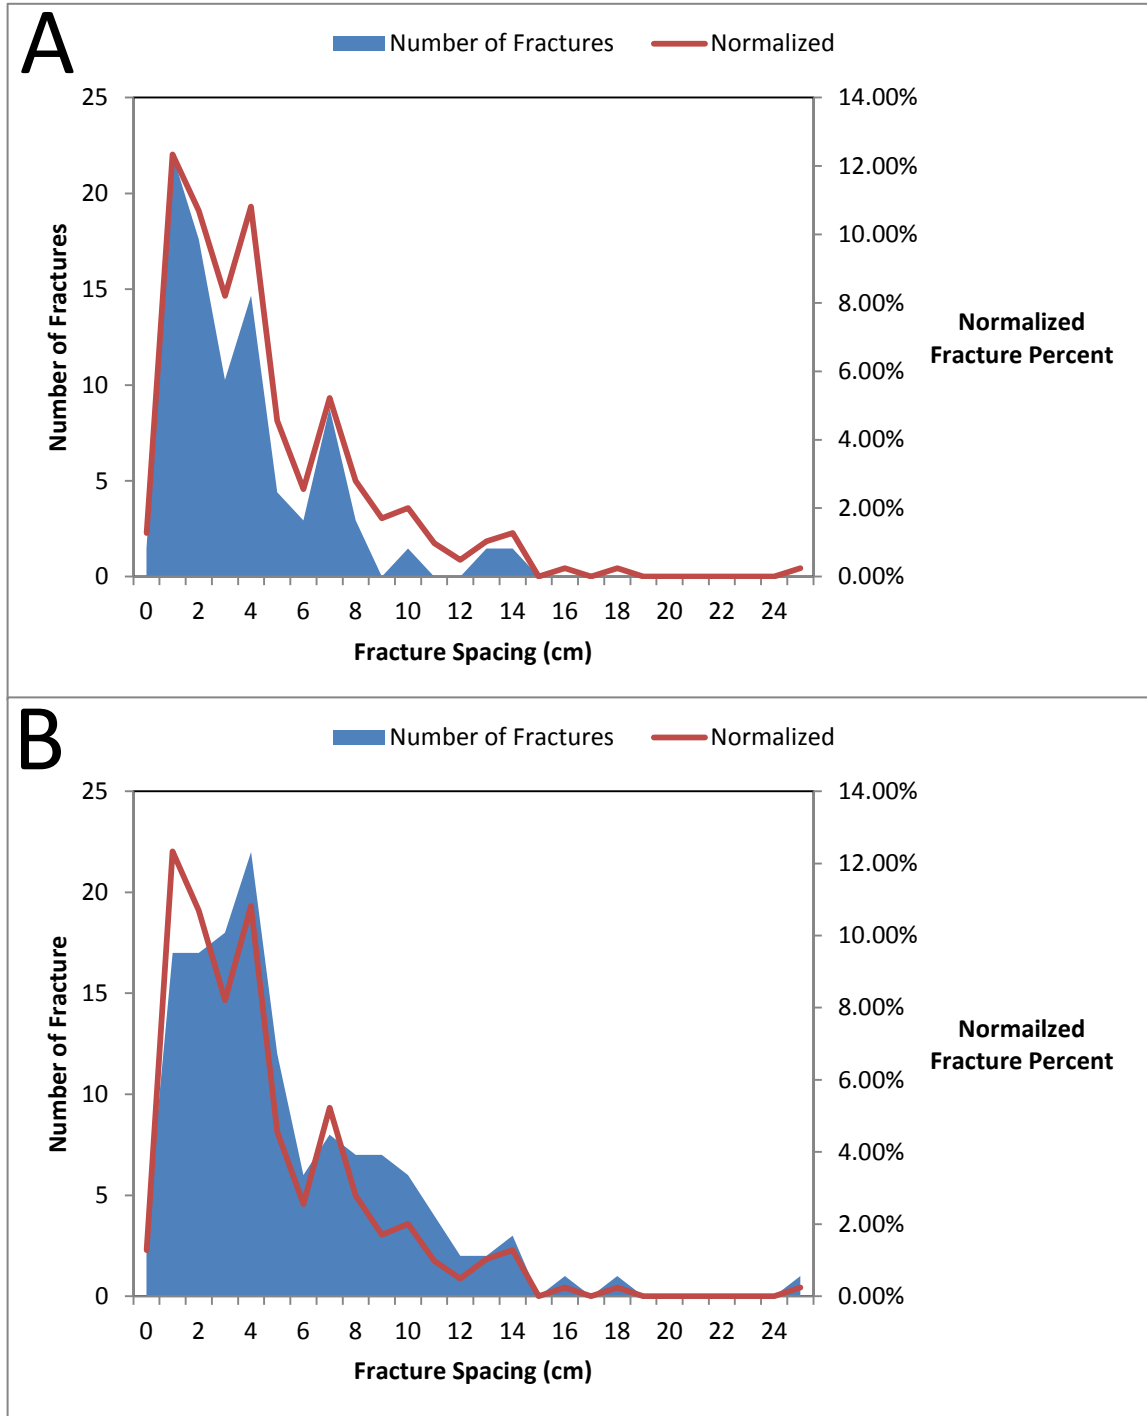 A
Number of Fractures Normalized
25
20
15
10
5
0
14.00%
12.00%
10.00%
8.00%
6.00%
4.00%
2.00%
0.00%
Number of Fractures
Normalized
Fracture Percent
0 2 4 6 8 10 12 14 16 18 20 22 24
Fracture Spacing (cm)
B
Number of Fractures Normalized
25
20
15
10
5
0
14.00%
12.00%
10.00%
8.00%
6.00%
4.00%
2.00%
0.00%
Number of Fracture
Normailzed
Fracture Percent
0 2 4 6 8 10 12 14 16 18 20 22 24
Fracture Spacing (cm)